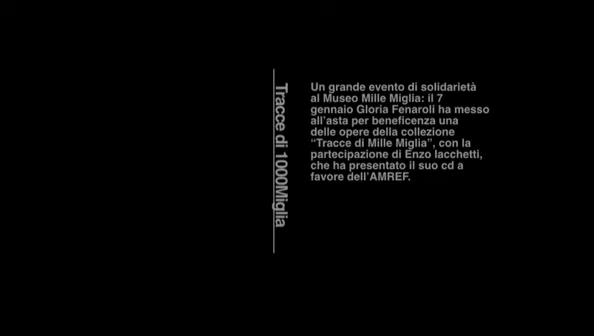 Tracce di 1000Miglia
Un grande evento di solidarietà
al Museo Mille Miglia: il 7
gennaio Gloria Fenaroli ha messo
all’asta per beneficenza una
delle opere della collezione
“Tracce di Mille Miglia”, con la
partecipazione di Enzo Iacchetti,
che ha presentato il suo cd a
favore dell’AMREF.